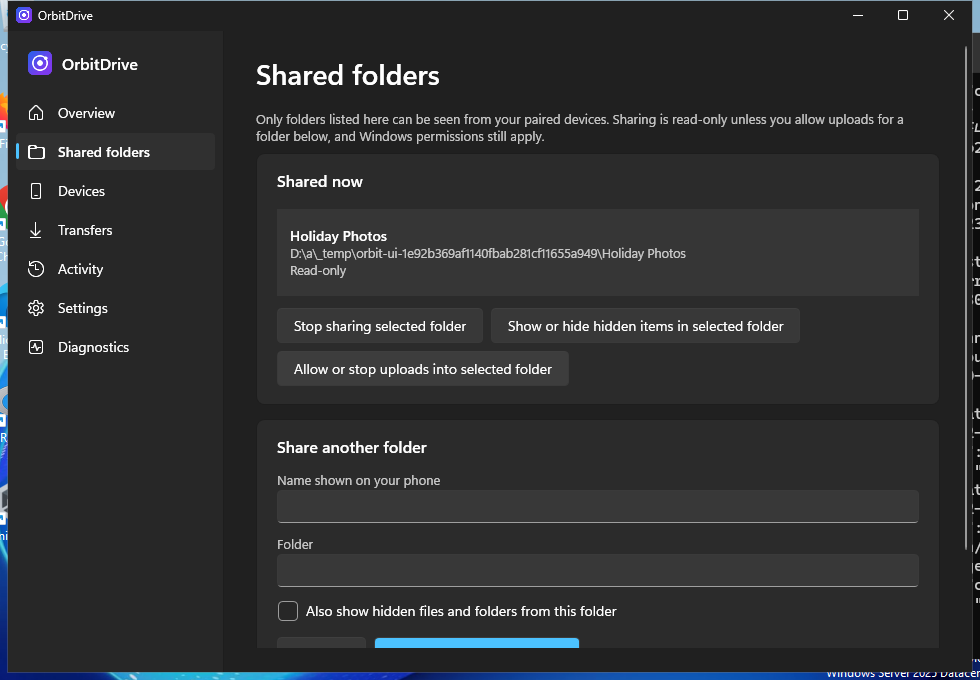 OrbitDrive
OrbitDrive
Overview
Shared folders
Devices
Transfers
Activity
Settings
Diagnostics
Shared folders
Only folders listed here can be seen from your paired devices. Sharing is read-only unless you allow uploads for a
folder below, and Windows permissions still apply.
Shared now
Holiday Photos
D:\a\_temp\orbit-ui-1e92b369af1140fbab281cf11655a949\Holiday Photos
Read-only
Stop sharing selected folder
Show or hide hidden items in selected folder
Allow or stop uploads into selected folder
Share another folder
Name shown on your phone
Folder
Also show hidden files and folders from this folder
Windows Server 2025 Datacen